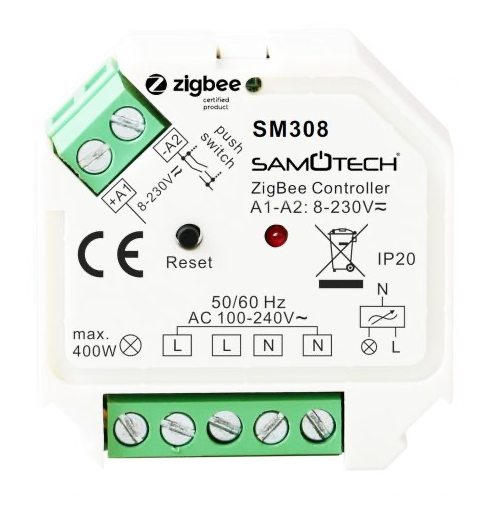 zigbee
certified
product
SM308
SAMOTECH®
ZigBee Controller
A1-A2: 8-230V⎓
-A2
push
switch
+A1
8-230V⎓
CE
Reset
IP20
N
50/60 Hz
AC 100-240V~
L
max.
400W
L L N N